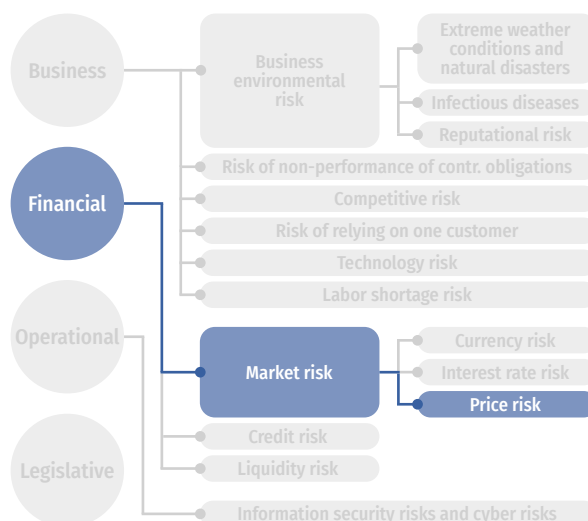 Business
Business
environmental
risk
Extreme weather
conditions and
natural disasters
Infectious diseases
Reputational risk
Risk of non-performance of contr. obligations
Competitive risk
Risk of relying on one customer
Technology risk
Labor shortage risk
Financial
Market risk
Currency risk
Interest rate risk
Price risk
Credit risk
Liquidity risk
Operational
Information security risks and cyber risks
Legislative